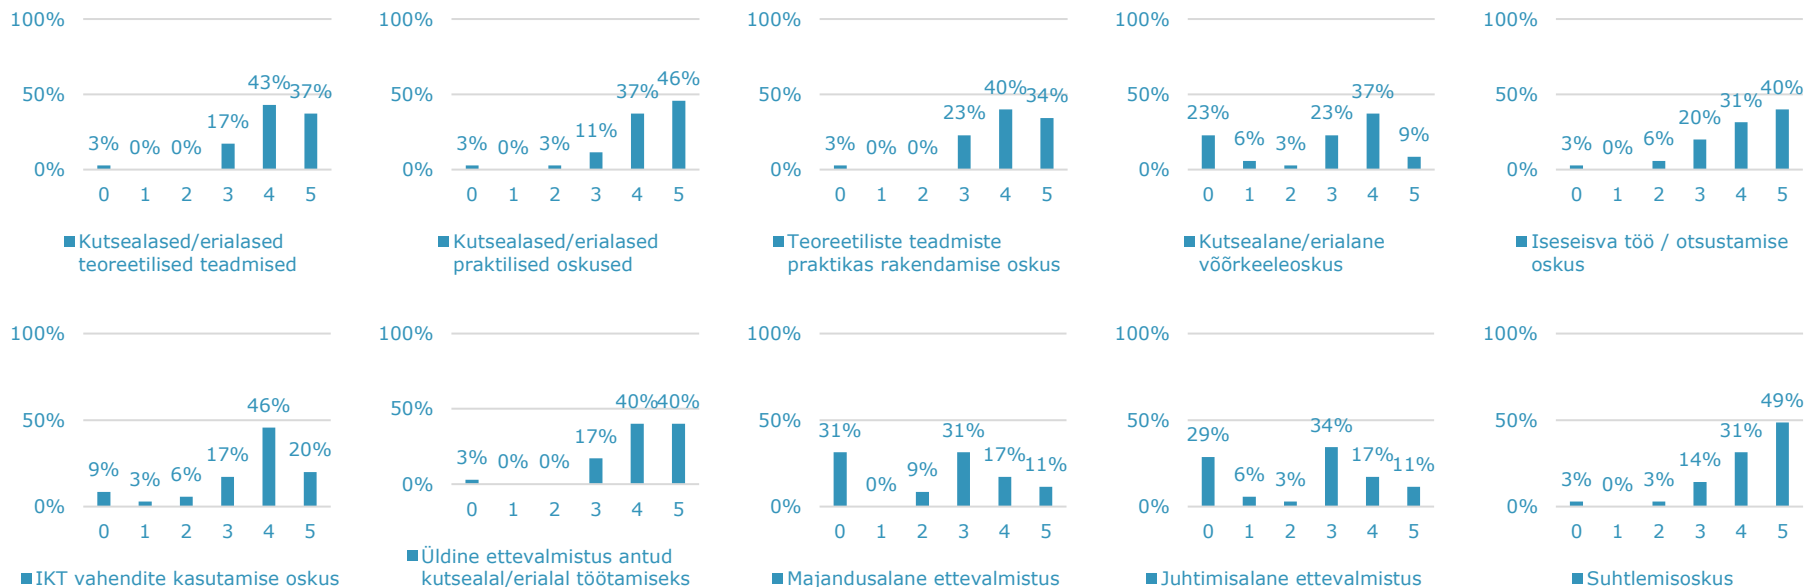 100%
50%
0%
3% 0% 0% 17% 43% 37%
0 1 2 3 4 5
Kutsealased/erialased
teoreetilised teadmised
100%
50%
0%
3% 0% 3% 11% 37% 46%
0 1 2 3 4 5
Kutsealased/erialased
praktilised oskused
100%
50%
0%
3% 0% 0% 23% 40% 34%
0 1 2 3 4 5
Teoreetiliste teadmiste
praktikas rakendamise oskus
100%
50%
0%
23% 6% 3% 23% 37% 9%
0 1 2 3 4 5
Kutsealane/erialane
võõrkeeleoskus
100%
50%
0%
3% 0% 6% 20% 31% 40%
0 1 2 3 4 5
Iseseisva töö / otsustamise
oskus
100%
50%
0%
9% 3% 6% 17% 46% 20%
0 1 2 3 4 5
IKT vahendite kasutamise oskus
100%
50%
0%
3% 0% 0% 17% 40% 40%
0 1 2 3 4 5
Üldine ettevalmistus antud
kutsealal/erialal töötamiseks
100%
50%
0%
31% 0% 9% 31% 17% 11%
0 1 2 3 4 5
Majandusalane ettevalmistus
100%
50%
0%
29% 6% 3% 34% 17% 11%
0 1 2 3 4 5
Juhtimisalane ettevalmistus
100%
50%
0%
3% 0% 3% 14% 31% 49%
0 1 2 3 4 5
Suhtlemisoskus